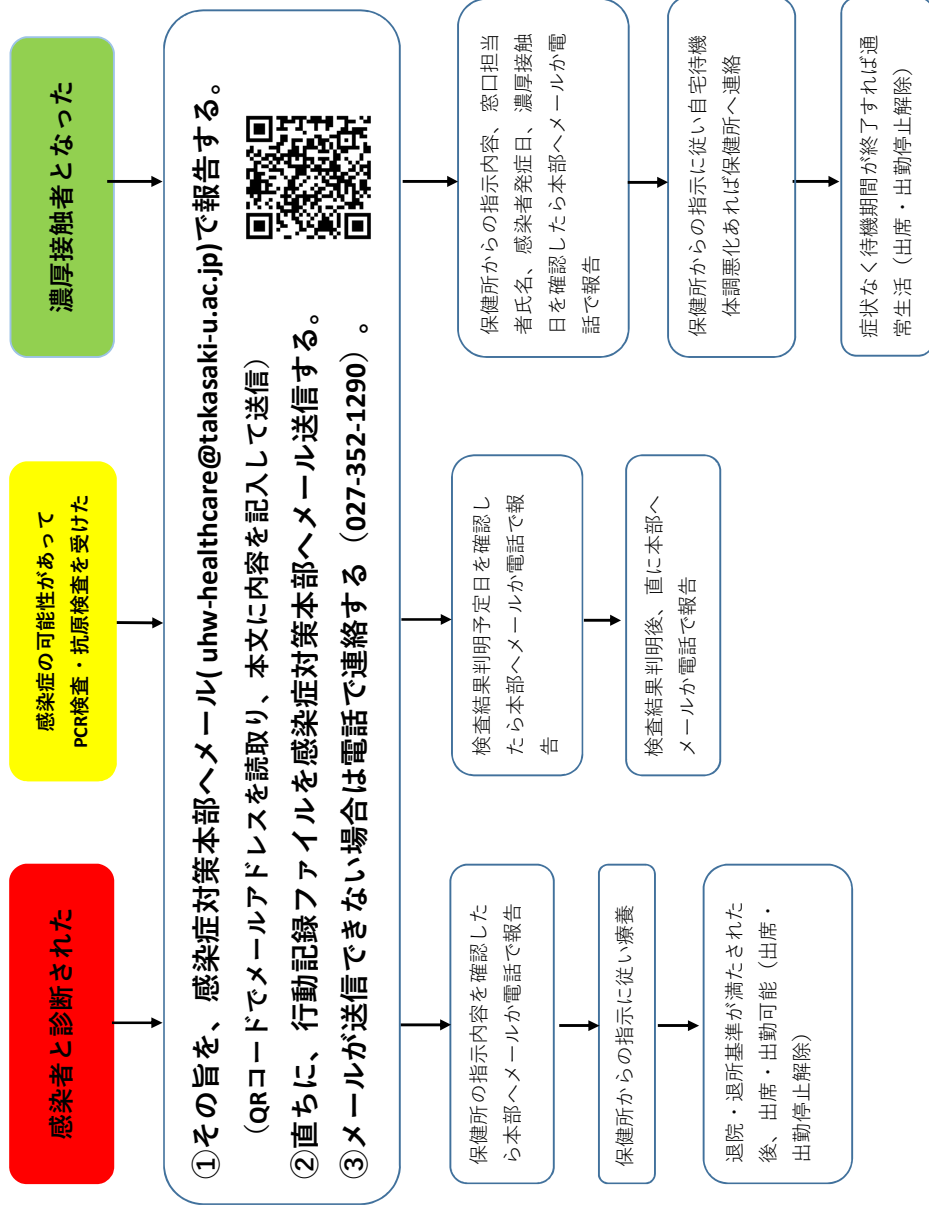 感染者と診断された
感染症の可能性があって
PCR検査・抗原検査を受けた
濃厚接触者となった
①その旨を、感染症対策本部へメール( uhw-healthcare@takasaki-u.ac.jp)で報告する。
（QRコードでメールアドレスを読取り、本文に内容を記入して送信）
②直ちに、行動記録ファイルを感染症対策本部へメール送信する。
③メールが送信できない場合は電話で連絡する（027-352-1290）。
保健所の指示内容を確認した
ら本部へメールか電話で報告
保健所からの指示に従い療養
退院・退所基準が満たされた
後、出席・出勤可能（出席・
出勤停止解除）
検査結果判明予定日を確認し
たら本部へメールか電話で報
告
検査結果判明後、直に本部へ
メールか電話で報告
保健所からの指示内容、窓口担当
者氏名、感染者発症日、濃厚接触
日を確認したら本部へメールか電
話で報告
保健所からの指示に従い自宅待機
体調悪化あれば保健所へ連絡
症状なく待機期間が終了すれば通
常生活（出席・出勤停止解除）